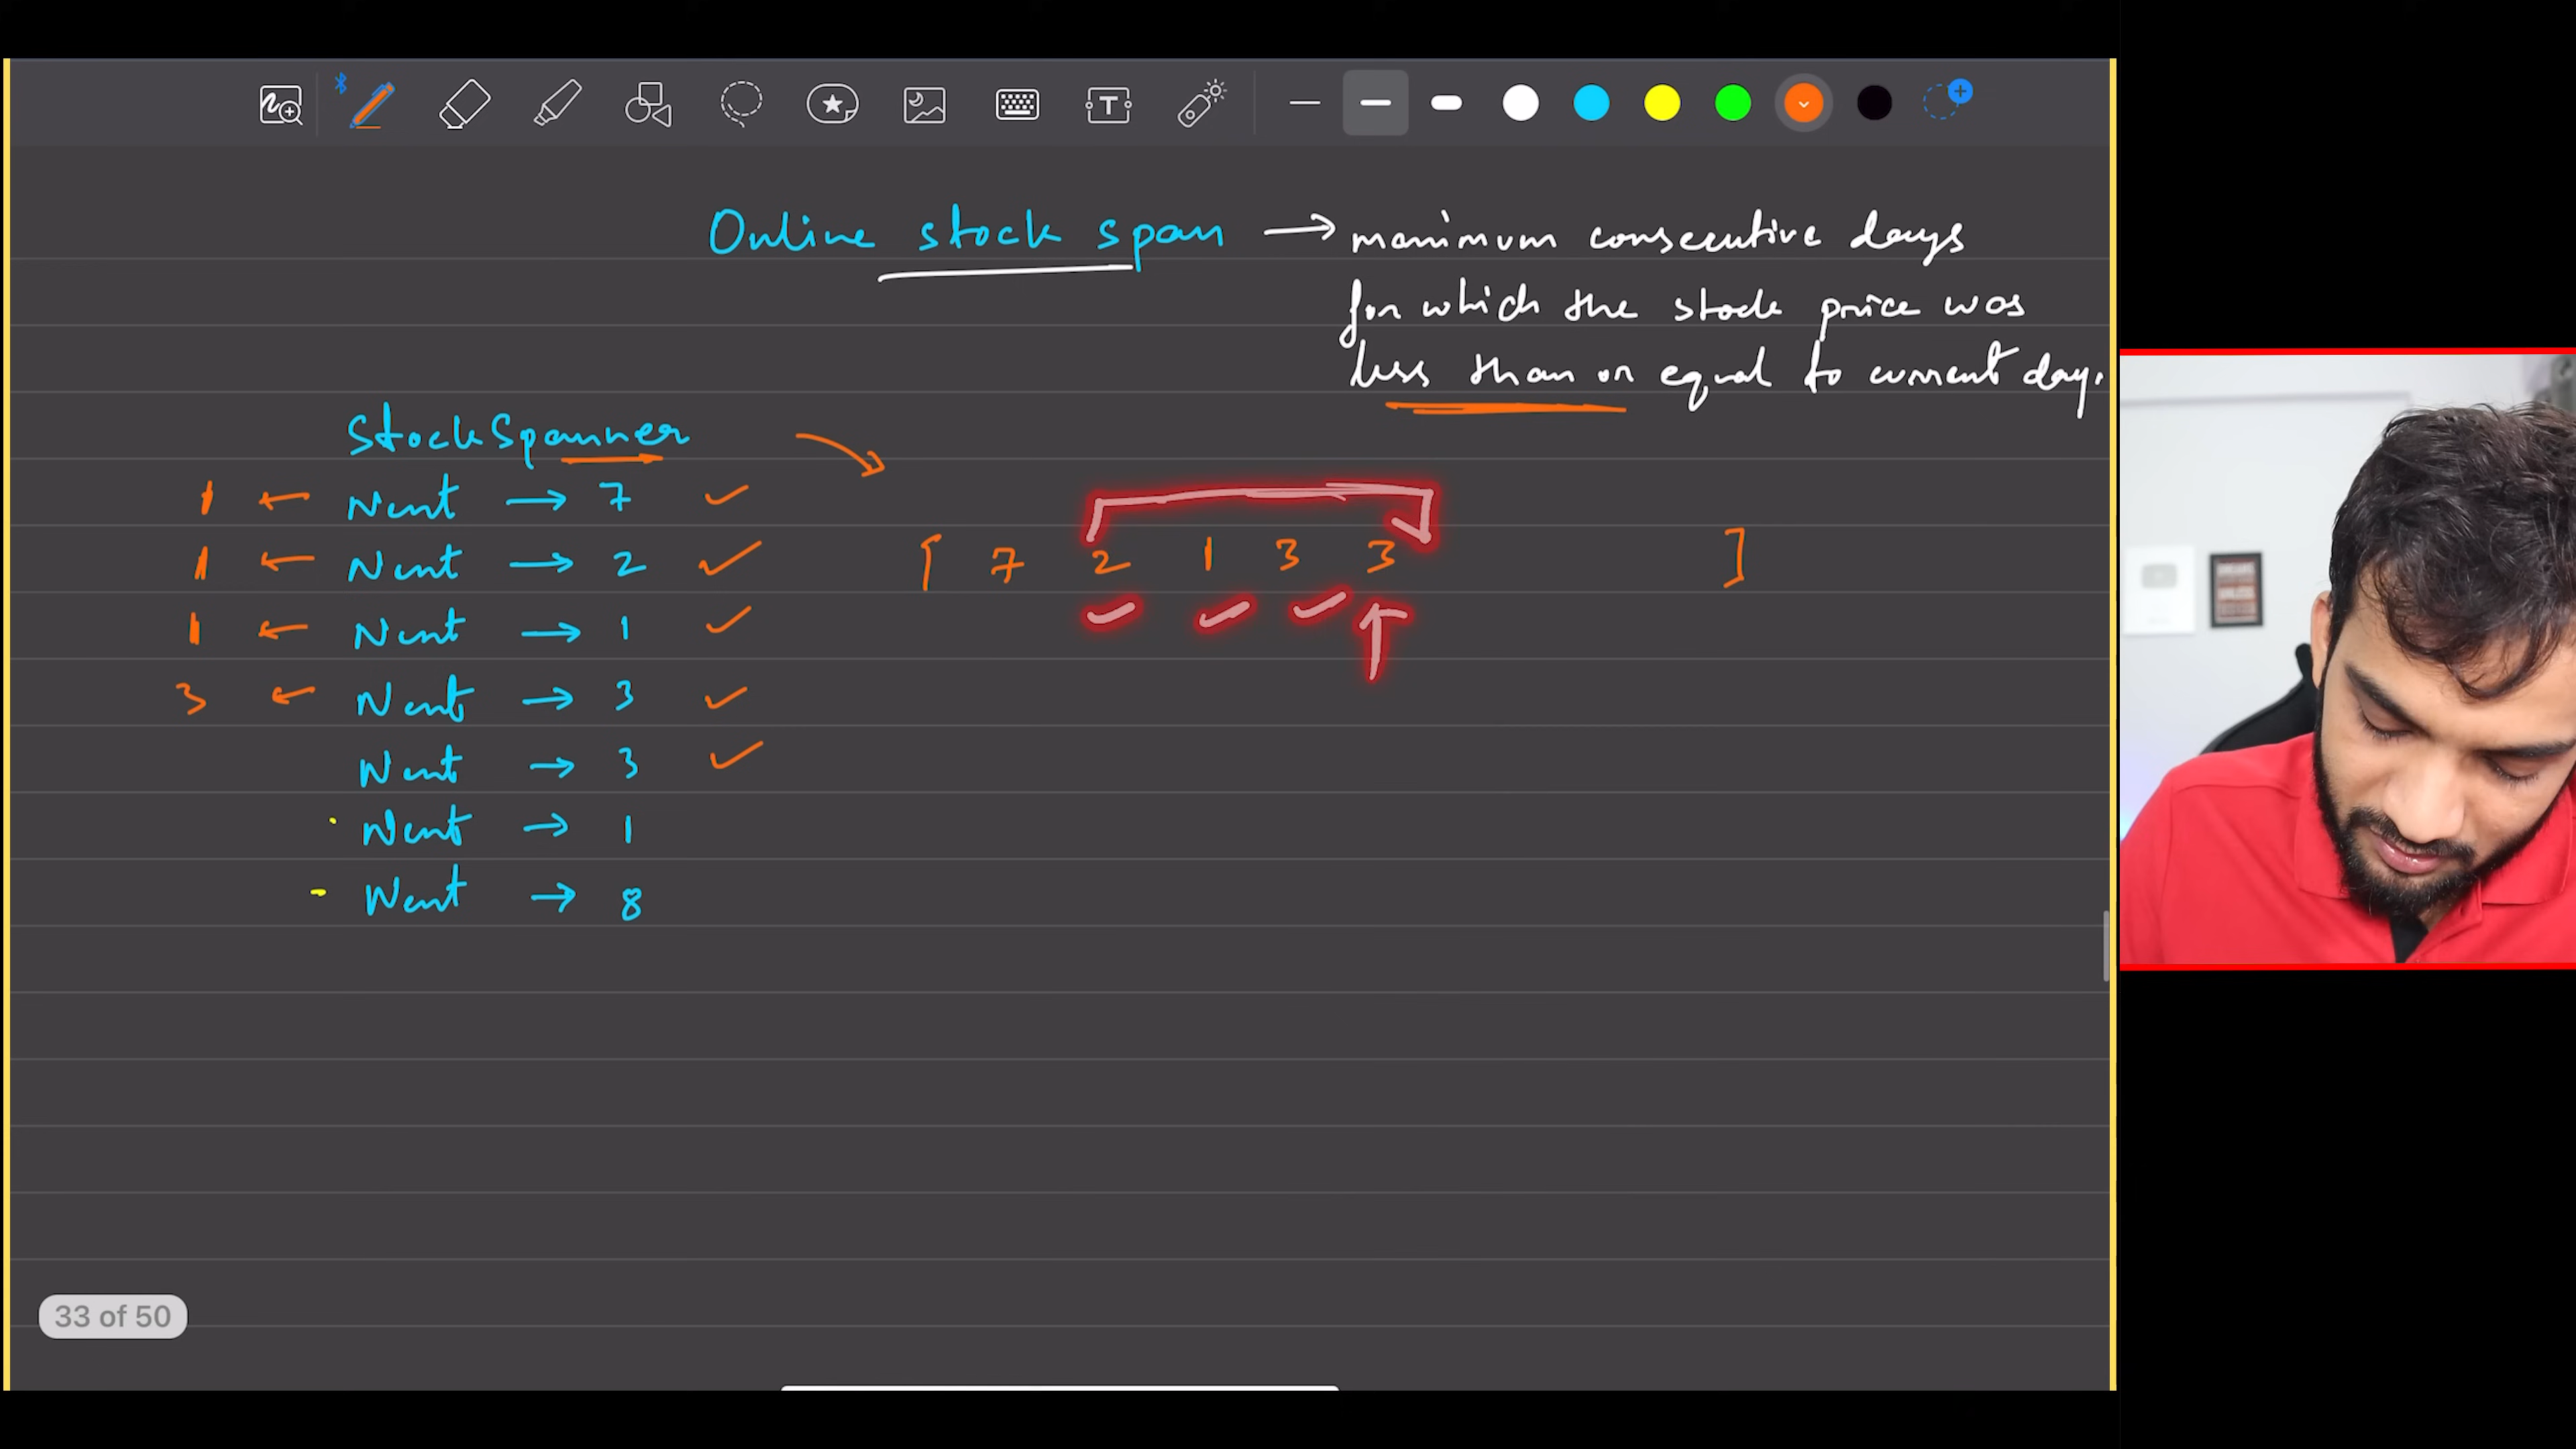 T
Online stock span → maximum consecutive days
for which the stock price was
less than or equal to current day.
StockSpanner
1 ← Next → 7 ✓
1 ← Next → 2 ✓
[ 7 2 1 3 3 ]
1 ← Next → 1 ✓
3 ← Next → 3 ✓
Next → 3 ✓
Next → 1
Next → 8
33 of 50